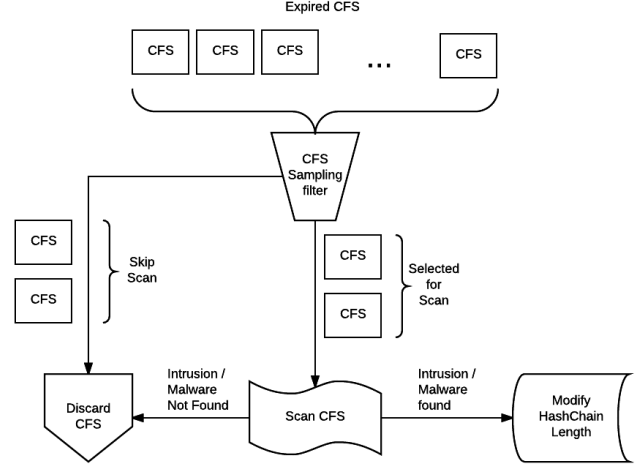 Expired CFS
CFS CFS CFS ... CFS
CFS
Sampling
filter
CFS
CFS
Skip
Scan
CFS
CFS
Selected
for
Scan
Intrusion /
Malware
Not Found
Intrusion /
Malware
found
Discard
CFS
Scan CFS
Modify
HashChain
Length